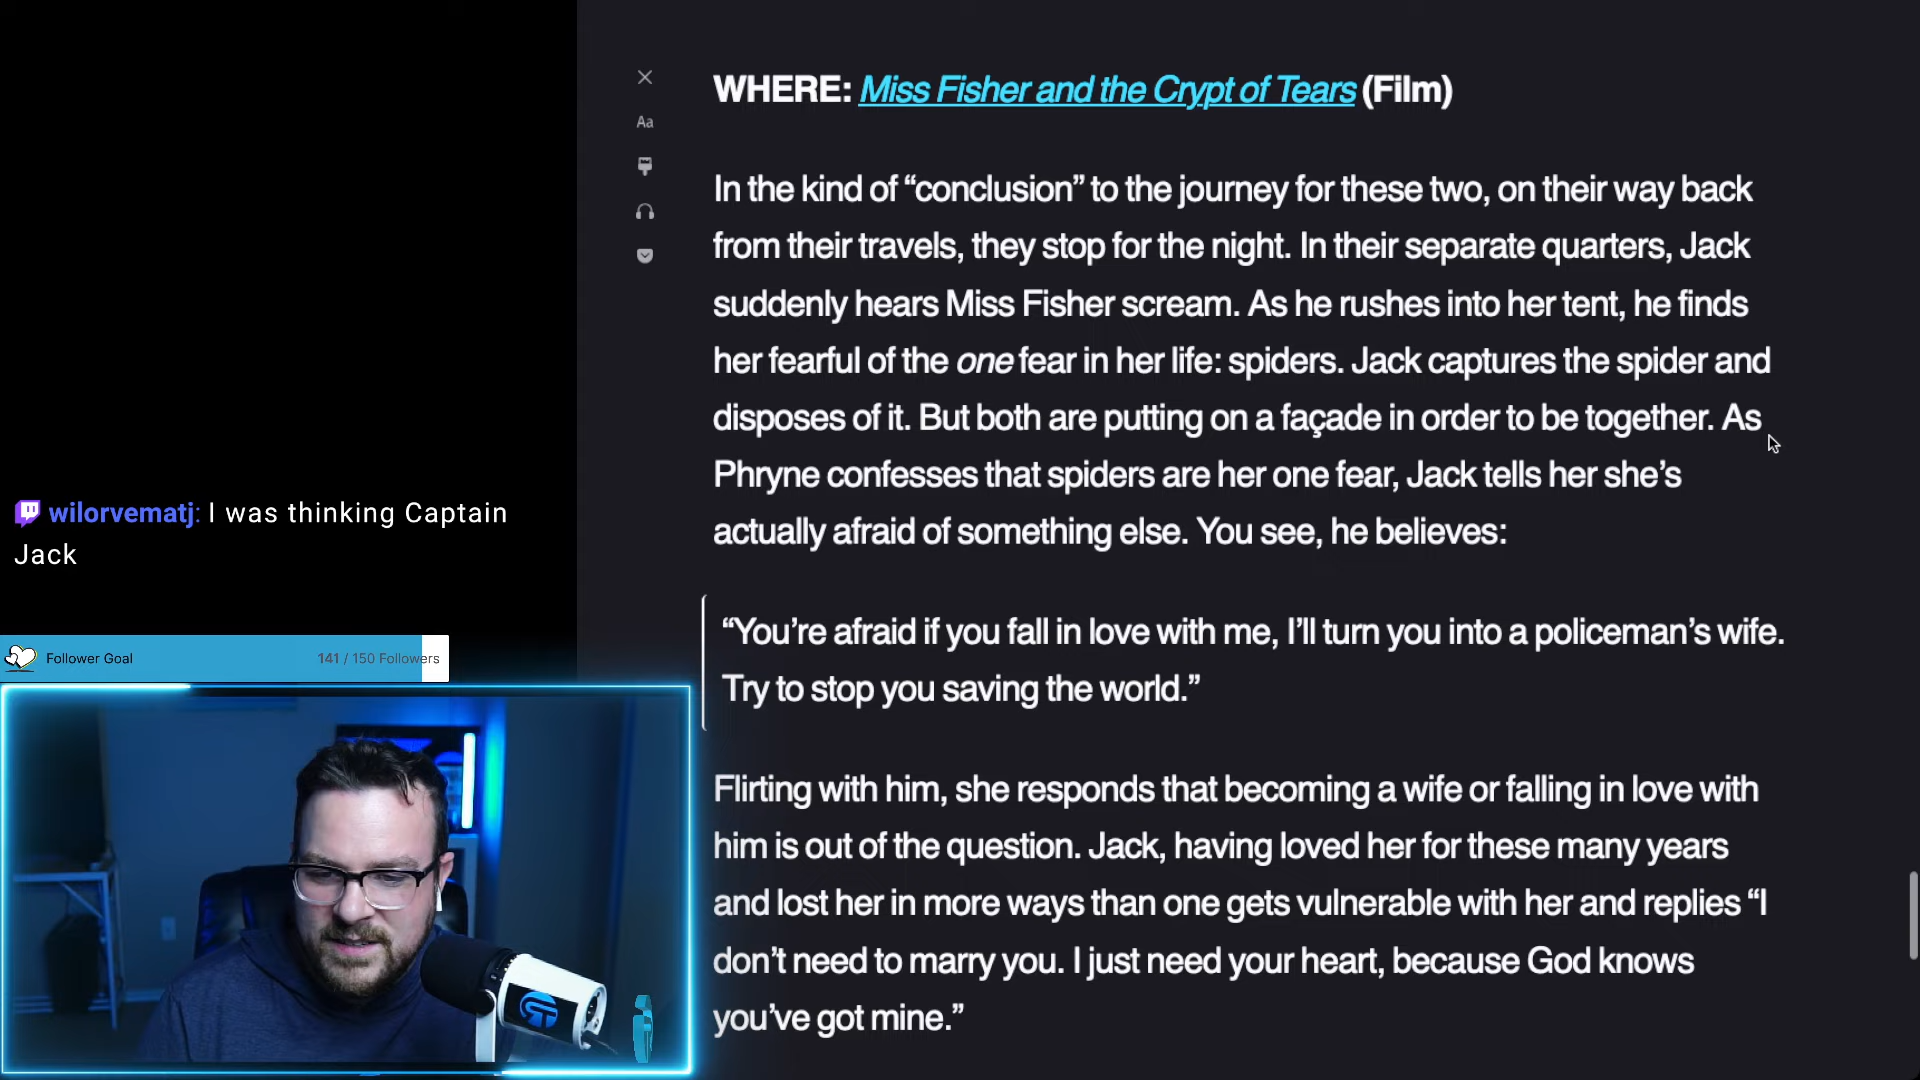 WHERE: Miss Fisher and the Crypt of Tears (Film)
Aa
In the kind of “conclusion” to the journey for these two, on their way back
from their travels, they stop for the night. In their separate quarters, Jack
suddenly hears Miss Fisher scream. As he rushes into her tent, he finds
her fearful of the one fear in her life: spiders. Jack captures the spider and
disposes of it. But both are putting on a façade in order to be together. As
Phryne confesses that spiders are her one fear, Jack tells her she’s
actually afraid of something else. You see, he believes:
“You’re afraid if you fall in love with me, I’ll turn you into a policeman’s wife.
Try to stop you saving the world.”
Flirting with him, she responds that becoming a wife or falling in love with
him is out of the question. Jack, having loved her for these many years
and lost her in more ways than one gets vulnerable with her and replies “I
don’t need to marry you. I just need your heart, because God knows
you’ve got mine.”
wilorvematj: I was thinking Captain
Jack
Follower Goal 141 / 150 Followers